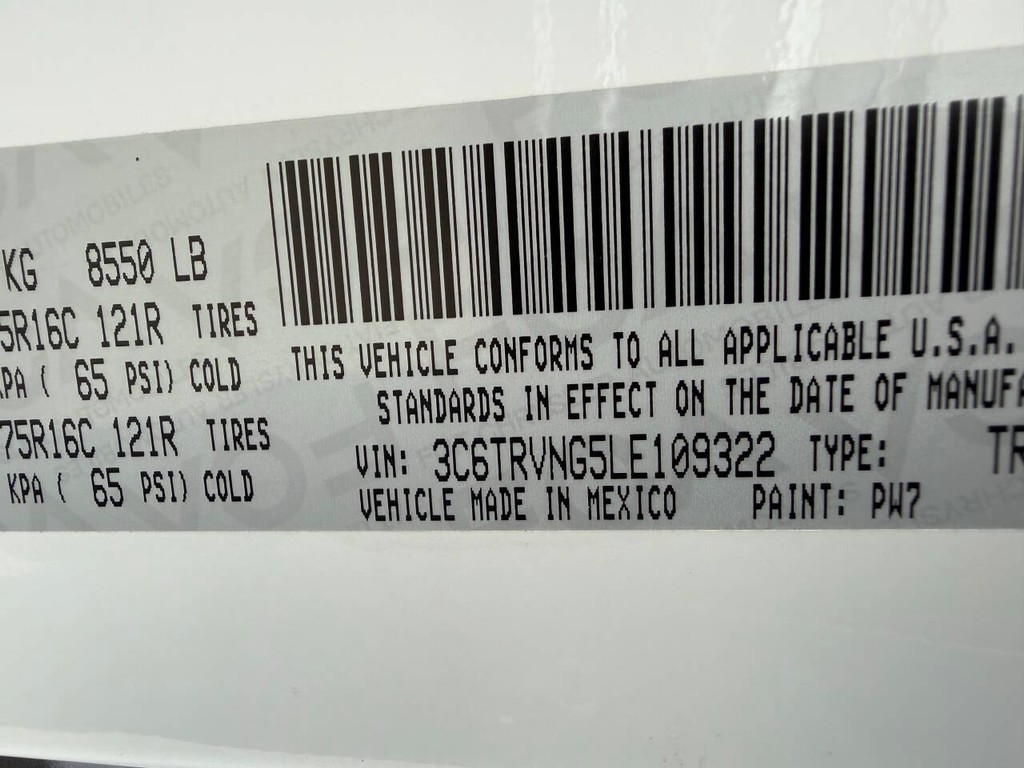 KG 8550 LB
5R16C 121R TIRES
KPA ( 65 PSI) COLD
75R16C 121R TIRES
KPA ( 65 PSI) COLD
THIS VEHICLE CONFORMS TO ALL APPLICABLE U.S.A.
STANDARDS IN EFFECT ON THE DATE OF MANUFA
VIN: 3C6TRVNG5LE109322 TYPE: TR
VEHICLE MADE IN MEXICO PAINT: PW7